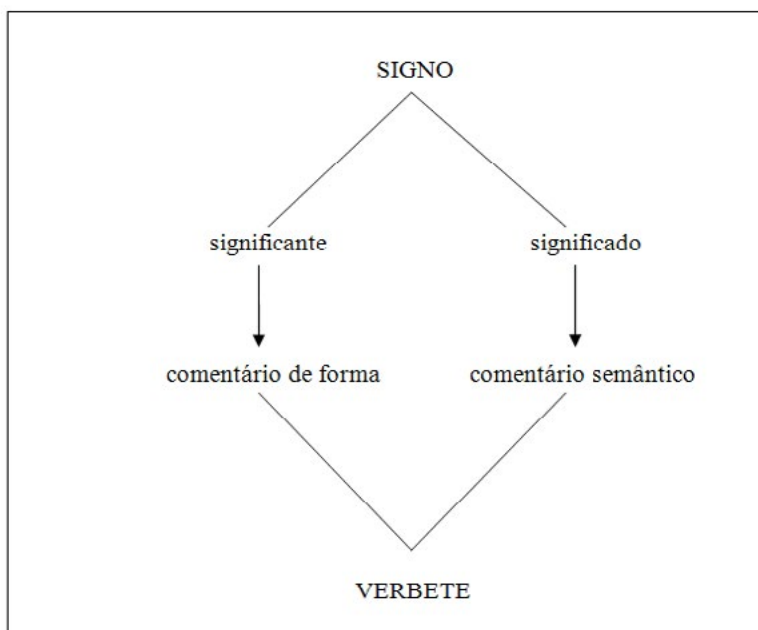 SIGNO
significante significado
comentário de forma comentário semântico
VERBETE